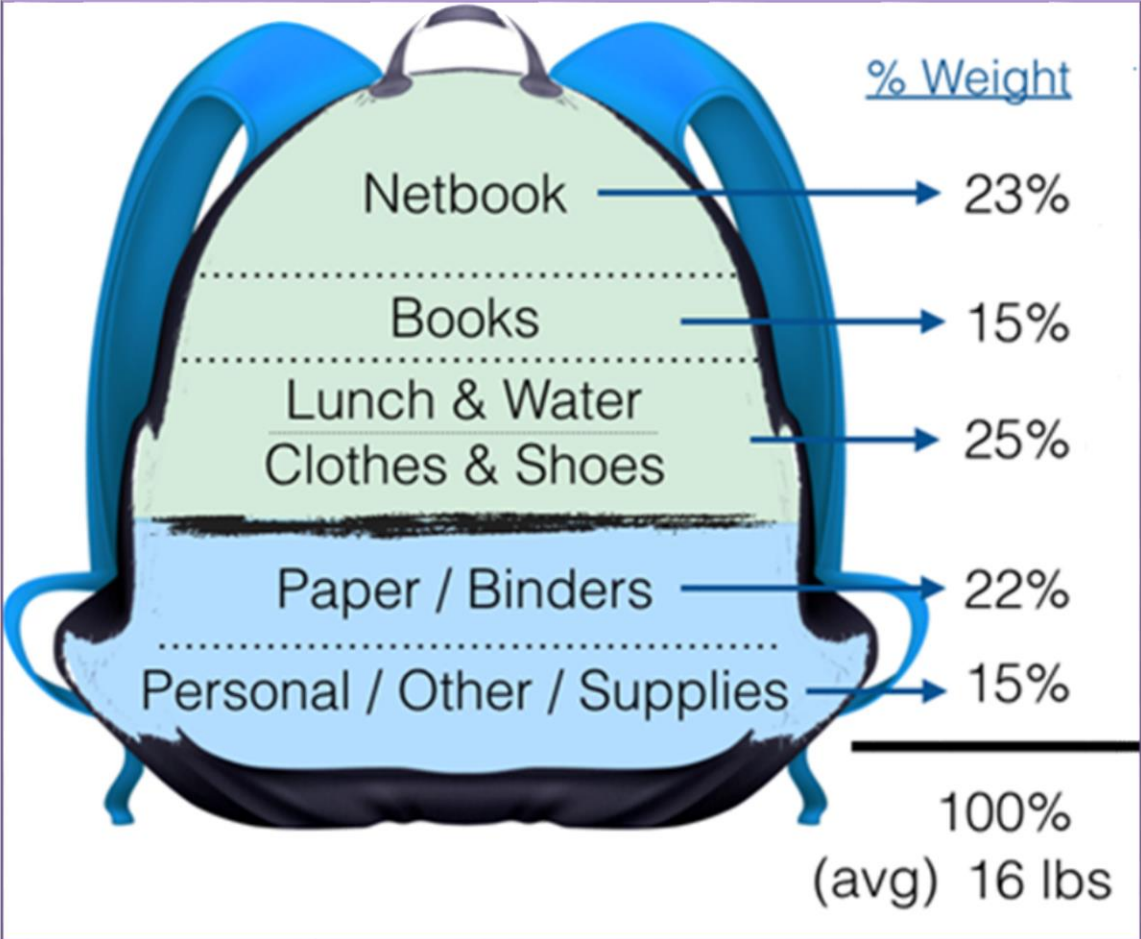 % Weight
Netbook 23%
Books 15%
Lunch & Water
Clothes & Shoes 25%
Paper / Binders 22%
Personal / Other / Supplies 15%
100%
(avg) 16 lbs